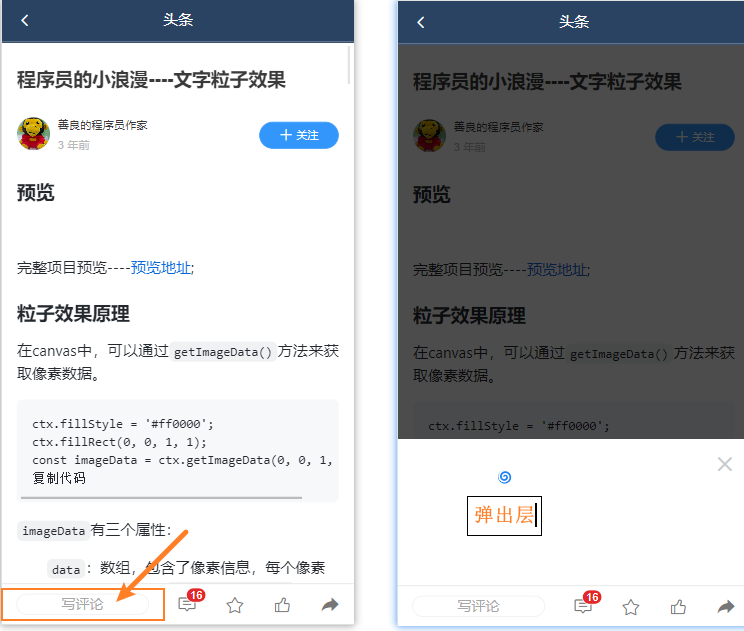 头条
程序员的小浪漫----文字粒子效果
善良的程序员作家
3 年前
关注
预览
完整项目预览----预览地址;
粒子效果原理
在canvas中，可以通过 getImageData() 方法来获
取像素数据。
ctx.fillStyle = '#ff0000';
ctx.fillRect(0, 0, 1, 1);
const imageData = ctx.getImageData(0, 0, 1,
复制代码
imageData 有三个属性：
data ：数组，包含了像素信息，每个像素
写评论
16
头条
程序员的小浪漫----文字粒子效果
善良的程序员作家
3 年前
关注
预览
完整项目预览----预览地址;
粒子效果原理
在canvas中，可以通过 getImageData() 方法来获
取像素数据。
ctx.fillStyle = '#ff0000';
弹出层
写评论
16